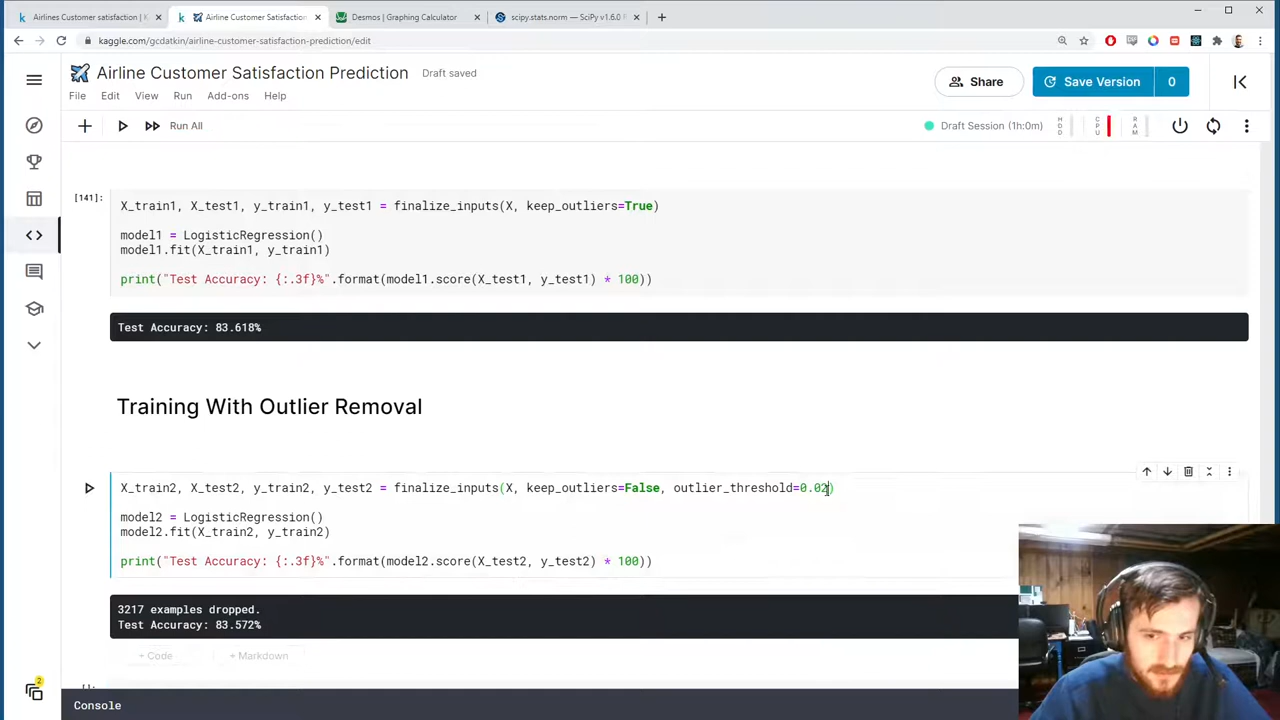 Airlines Customer satisfaction | K
Airline Customer Satisfaction
Desmos | Graphing Calculator
scipy.stats.norm — SciPy v1.6.0 R
kaggle.com/gcdatkin/airline-customer-satisfaction-prediction/edit
Airline Customer Satisfaction Prediction
Draft saved
Share
Save Version
0
File
Edit
View
Run
Add-ons
Help
Run All
Draft Session (1h:0m)
HDD
CPU
RAM
[141]:
X_train1, X_test1, y_train1, y_test1 = finalize_inputs(X, keep_outliers=True)
model1 = LogisticRegression()
model1.fit(X_train1, y_train1)
print("Test Accuracy: {:.3f}%".format(model1.score(X_test1, y_test1) * 100))
Test Accuracy: 83.618%
Training With Outlier Removal
X_train2, X_test2, y_train2, y_test2 = finalize_inputs(X, keep_outliers=False, outlier_threshold=0.02)
model2 = LogisticRegression()
model2.fit(X_train2, y_train2)
print("Test Accuracy: {:.3f}%".format(model2.score(X_test2, y_test2) * 100))
3217 examples dropped.
Test Accuracy: 83.572%
+ Code
+ Markdown
2
Console